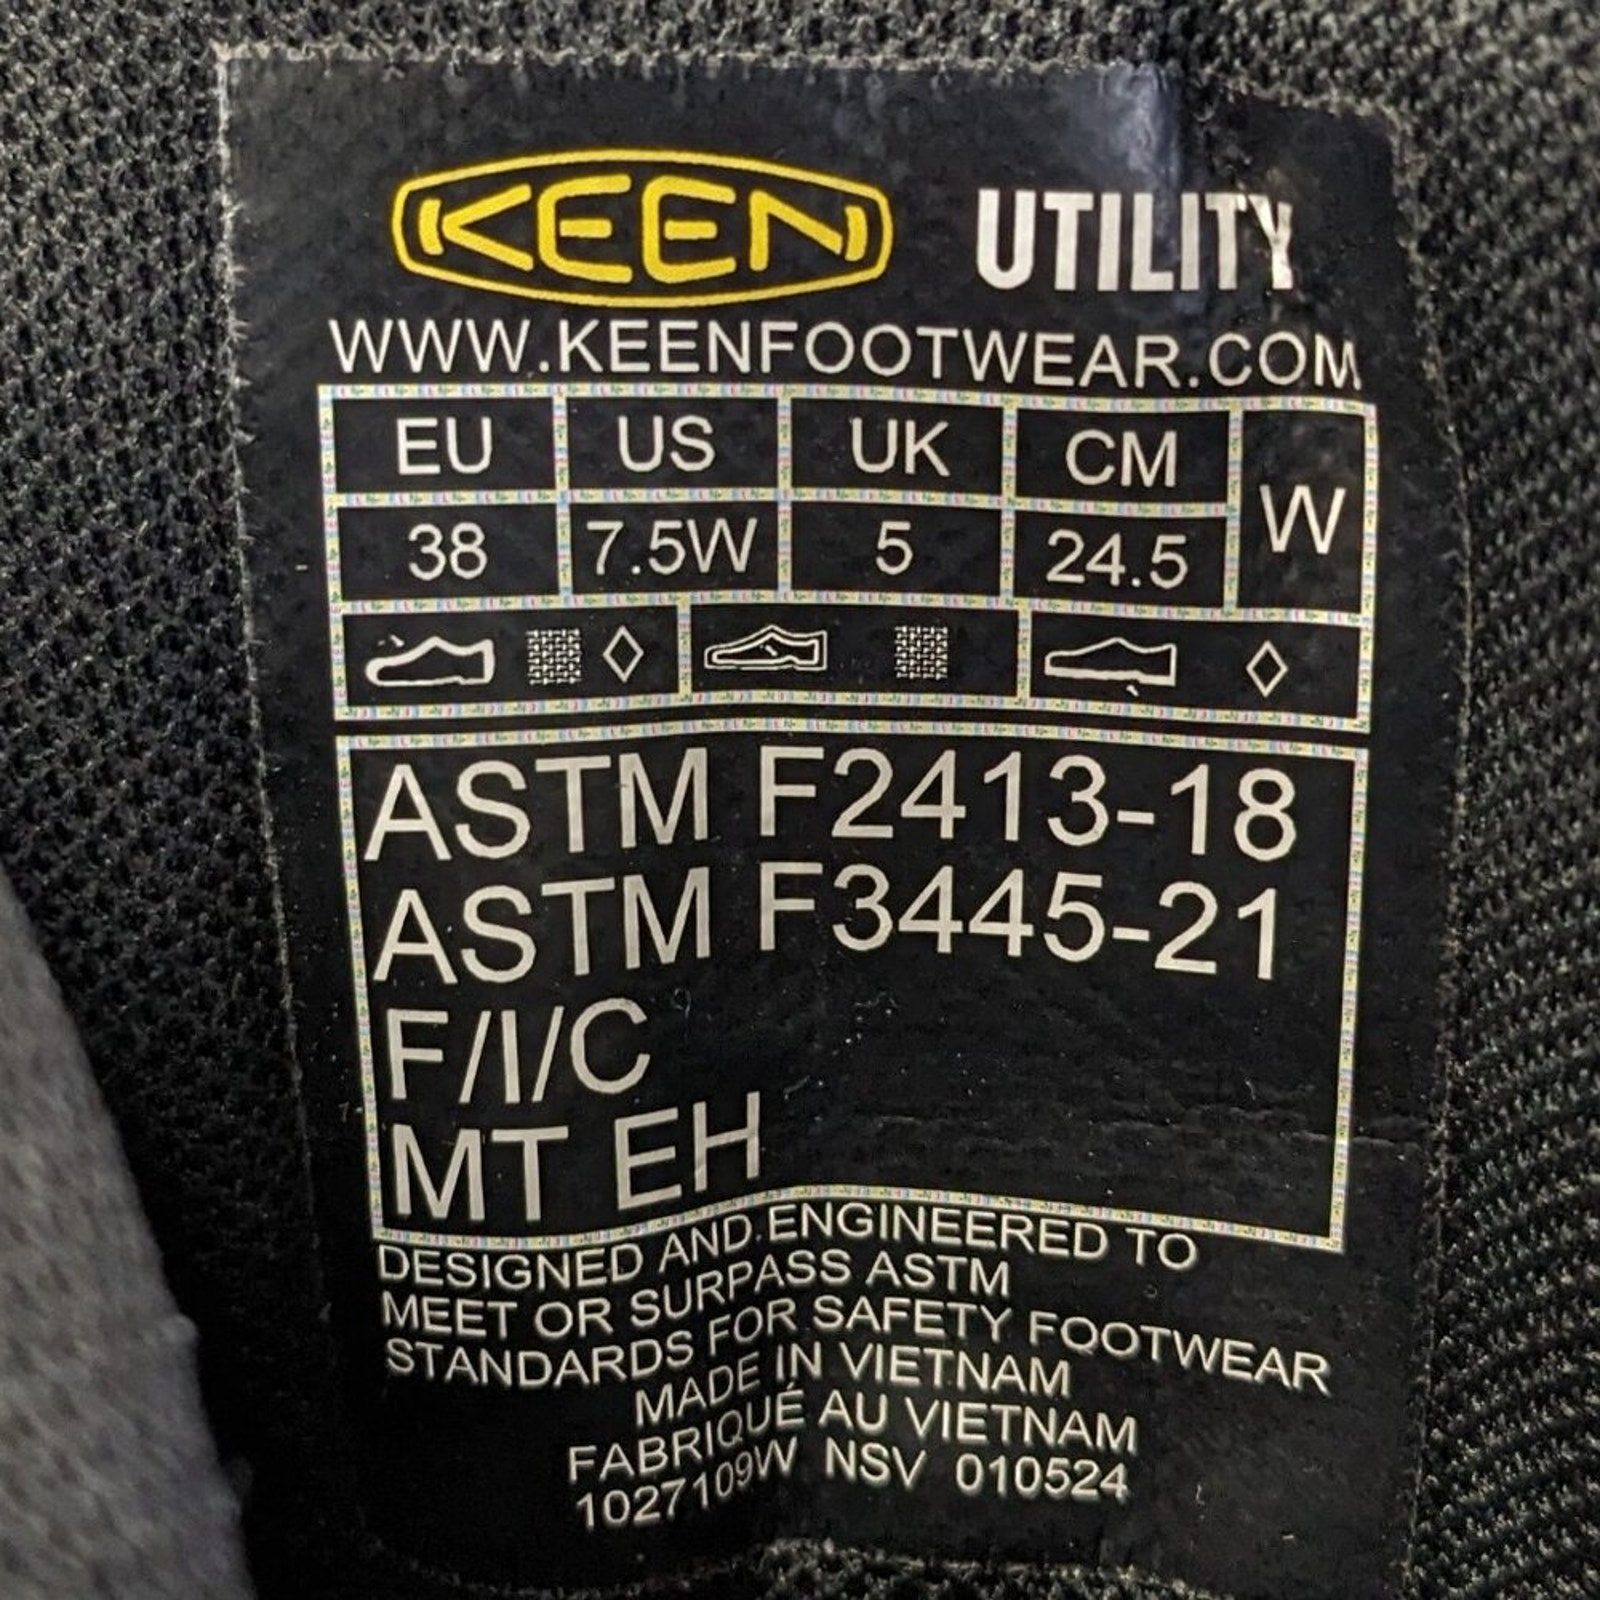 KEEN UTILITY
WWW.KEENFOOTWEAR.COM
EU US UK CM W
38 7.5W 5 24.5
ASTM F2413-18
ASTM F3445-21
F/I/C
MT EH
DESIGNED AND ENGINEERED TO
MEET OR SURPASS ASTM
STANDARDS FOR SAFETY FOOTWEAR
MADE IN VIETNAM
FABRIQUÉ AU VIETNAM
1027109W NSV 010524